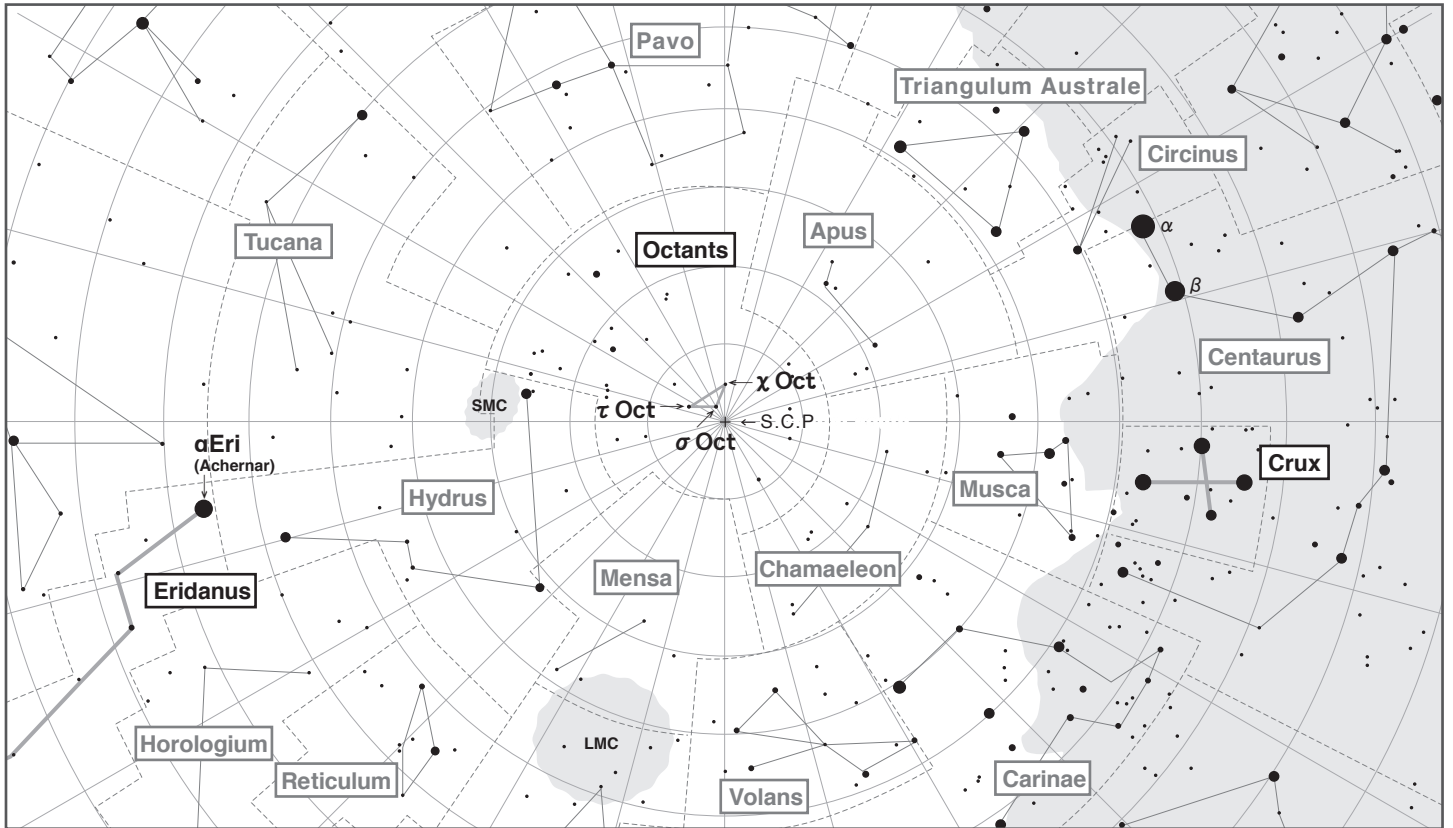 Pavo
Triangulum Australe
Circinus
α
Tucana
Octants
Apus
β
Centaurus
SMC
χ Oct
τ Oct
S.C.P
σ Oct
αEri
(Achernar)
Crux
Hydrus
Musca
Mensa
Chamaeleon
Eridanus
Horologium
LMC
Reticulum
Volans
Carinae